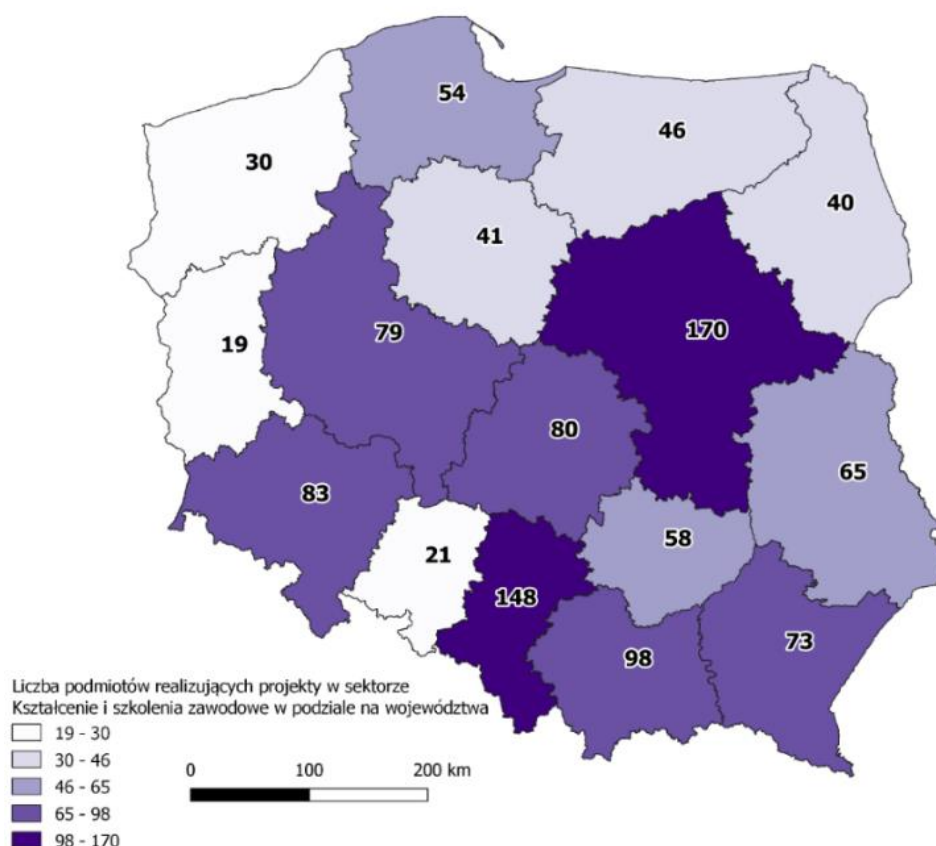 54
46
30
40
41
170
79
19
80
65
83
58
21
148
73
98
Liczba podmiotów realizujących projekty w sektorze
Kształcenie i szkolenia zawodowe w podziale na województwa
19 - 30
30 - 46
46 - 65
65 - 98
98 - 170
0 100 200 km